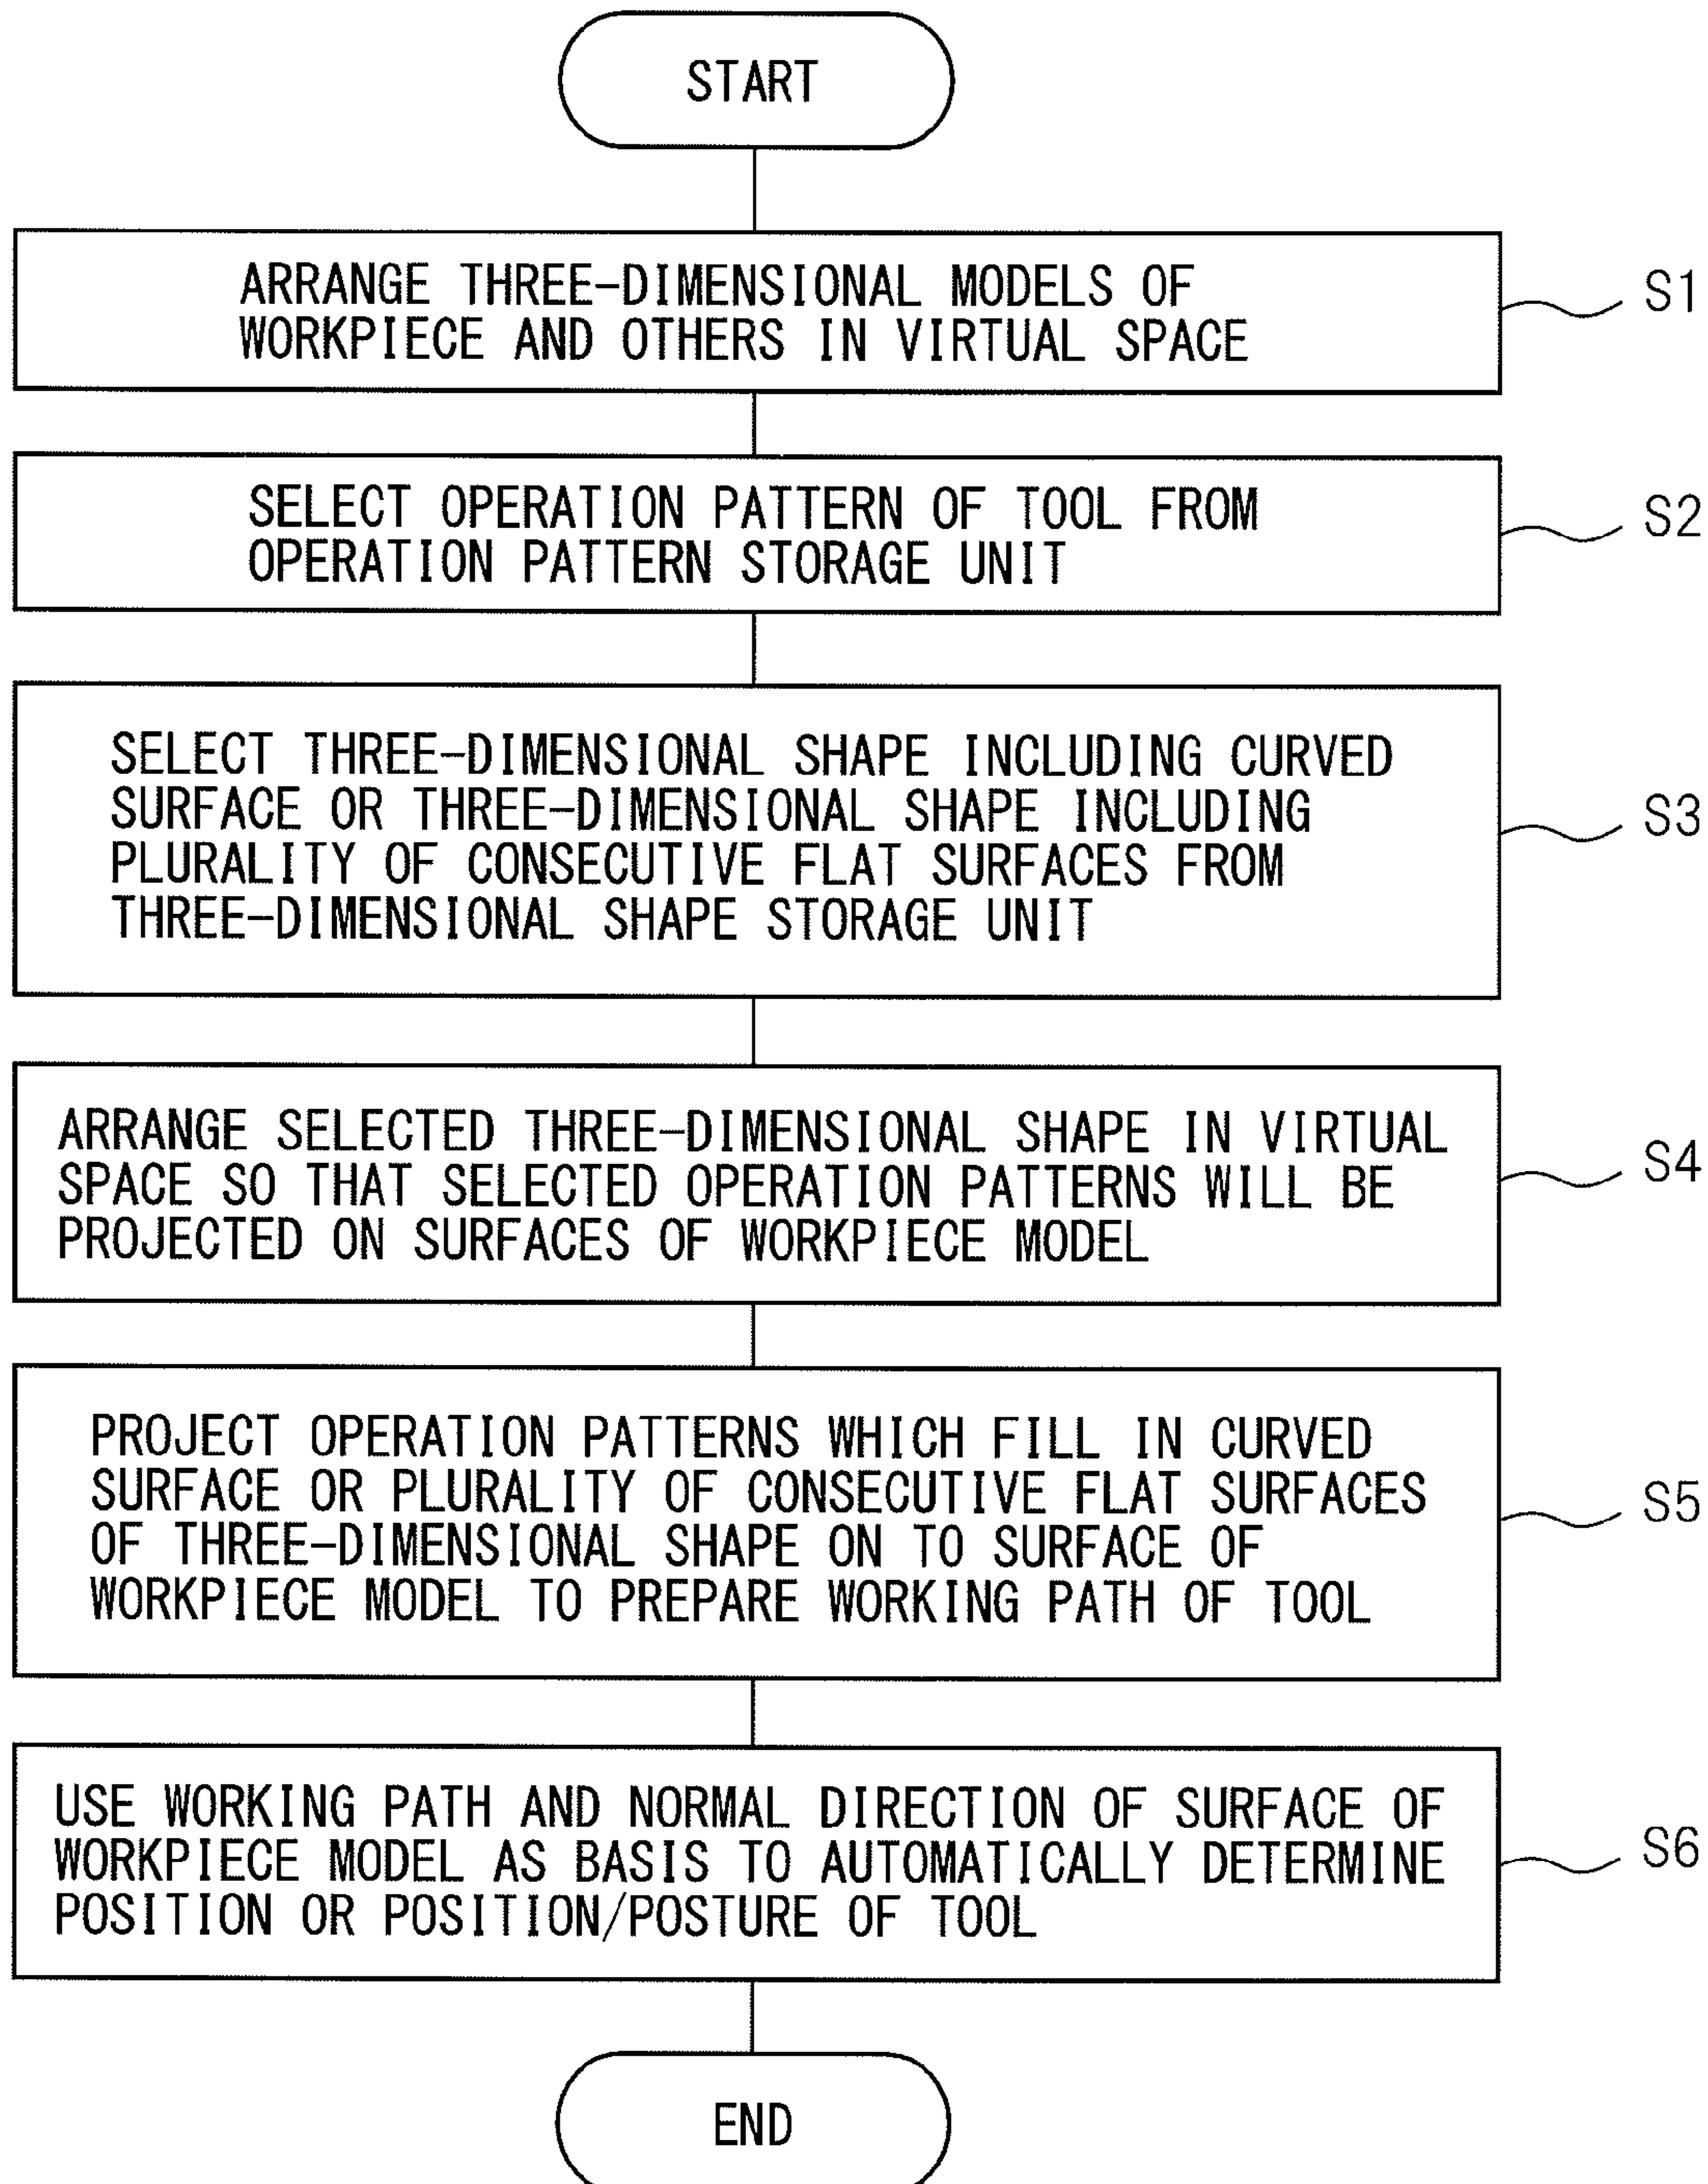 START
ARRANGE THREE-DIMENSIONAL MODELS OF
WORKPIECE AND OTHERS IN VIRTUAL SPACE
S1
SELECT OPERATION PATTERN OF TOOL FROM
OPERATION PATTERN STORAGE UNIT
S2
SELECT THREE-DIMENSIONAL SHAPE INCLUDING CURVED
SURFACE OR THREE-DIMENSIONAL SHAPE INCLUDING
PLURALITY OF CONSECUTIVE FLAT SURFACES FROM
THREE-DIMENSIONAL SHAPE STORAGE UNIT
S3
ARRANGE SELECTED THREE-DIMENSIONAL SHAPE IN VIRTUAL
SPACE SO THAT SELECTED OPERATION PATTERNS WILL BE
PROJECTED ON SURFACES OF WORKPIECE MODEL
S4
PROJECT OPERATION PATTERNS WHICH FILL IN CURVED
SURFACE OR PLURALITY OF CONSECUTIVE FLAT SURFACES
OF THREE-DIMENSIONAL SHAPE ON TO SURFACE OF
WORKPIECE MODEL TO PREPARE WORKING PATH OF TOOL
S5
USE WORKING PATH AND NORMAL DIRECTION OF SURFACE OF
WORKPIECE MODEL AS BASIS TO AUTOMATICALLY DETERMINE
POSITION OR POSITION/POSTURE OF TOOL
S6
END